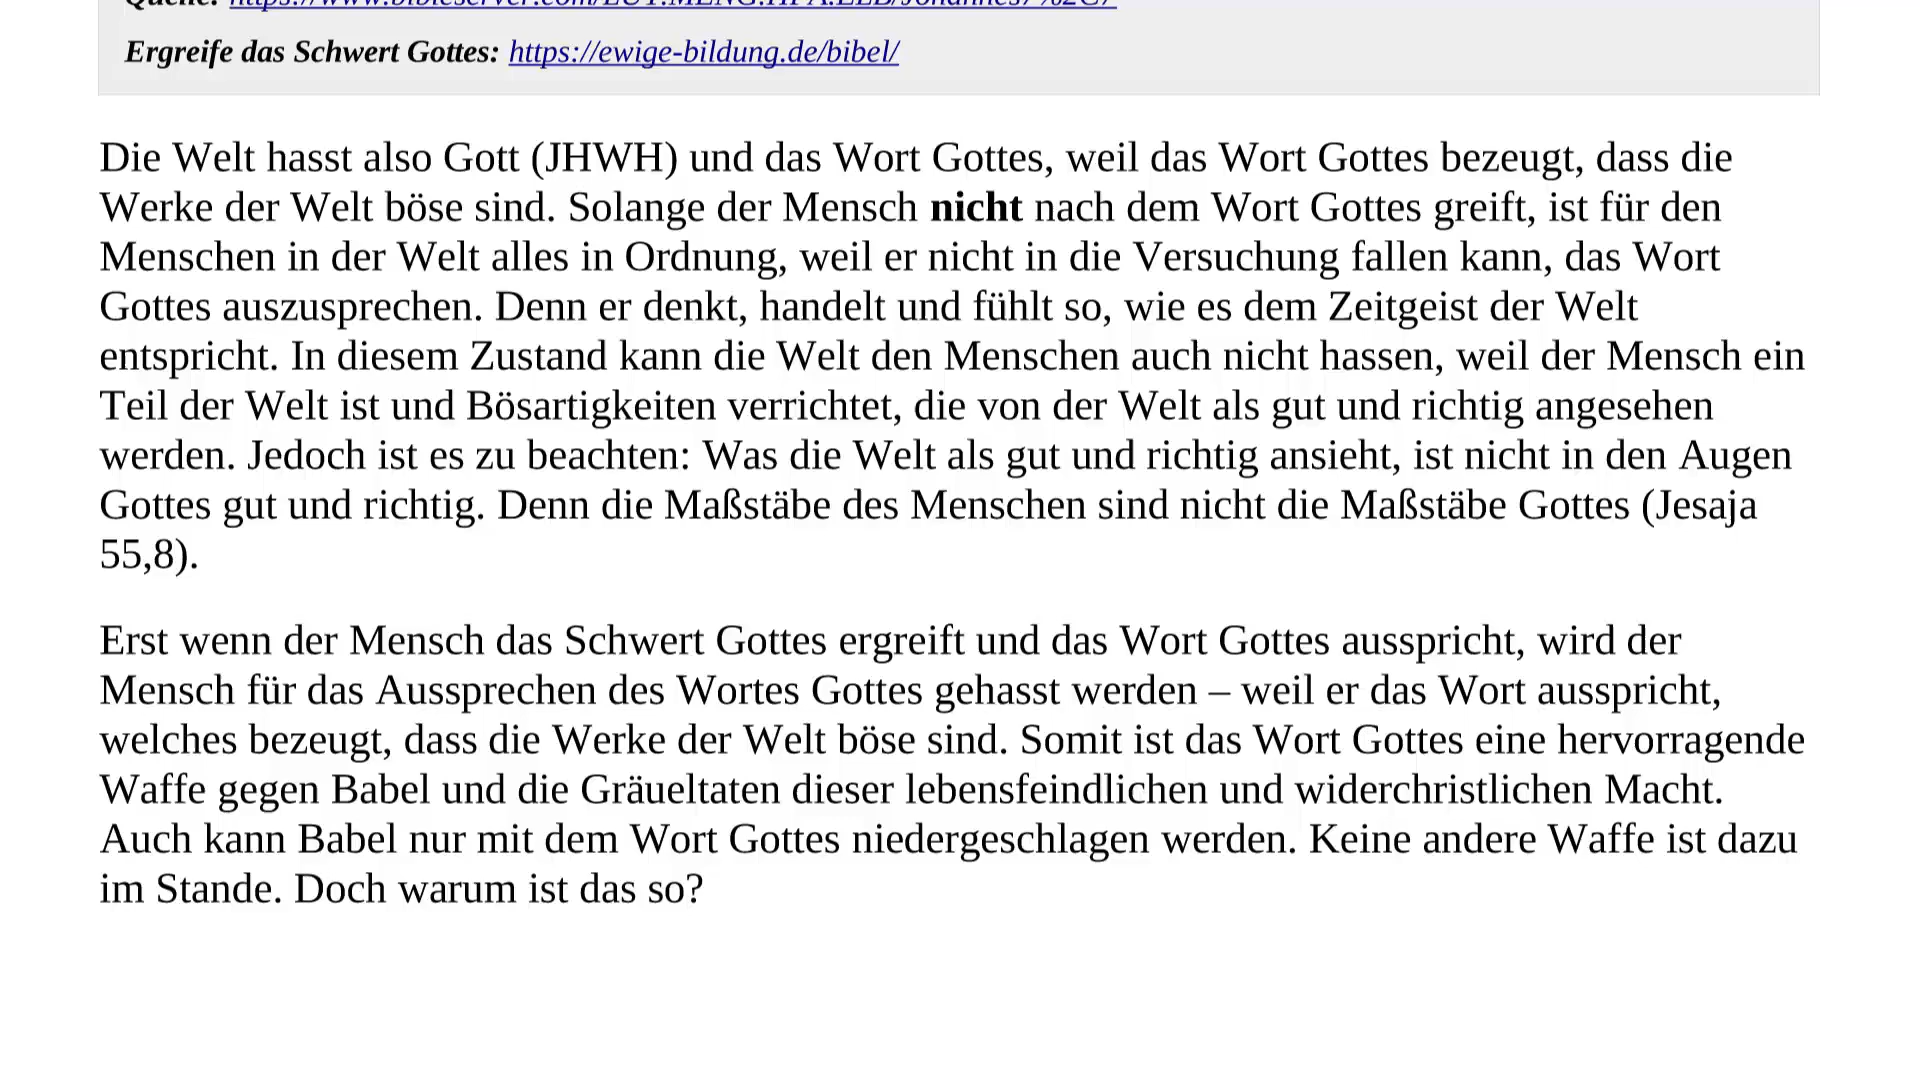 Quelle: https://www.bibleserver.com/EUT.MENG.HFA.ELB/Johannes7%2C7
Ergreife das Schwert Gottes: https://ewige-bildung.de/bibel/
Die Welt hasst also Gott (JHWH) und das Wort Gottes, weil das Wort Gottes bezeugt, dass die
Werke der Welt böse sind. Solange der Mensch nicht nach dem Wort Gottes greift, ist für den
Menschen in der Welt alles in Ordnung, weil er nicht in die Versuchung fallen kann, das Wort
Gottes auszusprechen. Denn er denkt, handelt und fühlt so, wie es dem Zeitgeist der Welt
entspricht. In diesem Zustand kann die Welt den Menschen auch nicht hassen, weil der Mensch ein
Teil der Welt ist und Bösartigkeiten verrichtet, die von der Welt als gut und richtig angesehen
werden. Jedoch ist es zu beachten: Was die Welt als gut und richtig ansieht, ist nicht in den Augen
Gottes gut und richtig. Denn die Maßstäbe des Menschen sind nicht die Maßstäbe Gottes (Jesaja
55,8).
Erst wenn der Mensch das Schwert Gottes ergreift und das Wort Gottes ausspricht, wird der
Mensch für das Aussprechen des Wortes Gottes gehasst werden – weil er das Wort ausspricht,
welches bezeugt, dass die Werke der Welt böse sind. Somit ist das Wort Gottes eine hervorragende
Waffe gegen Babel und die Gräueltaten dieser lebensfeindlichen und widerchristlichen Macht.
Auch kann Babel nur mit dem Wort Gottes niedergeschlagen werden. Keine andere Waffe ist dazu
im Stande. Doch warum ist das so?